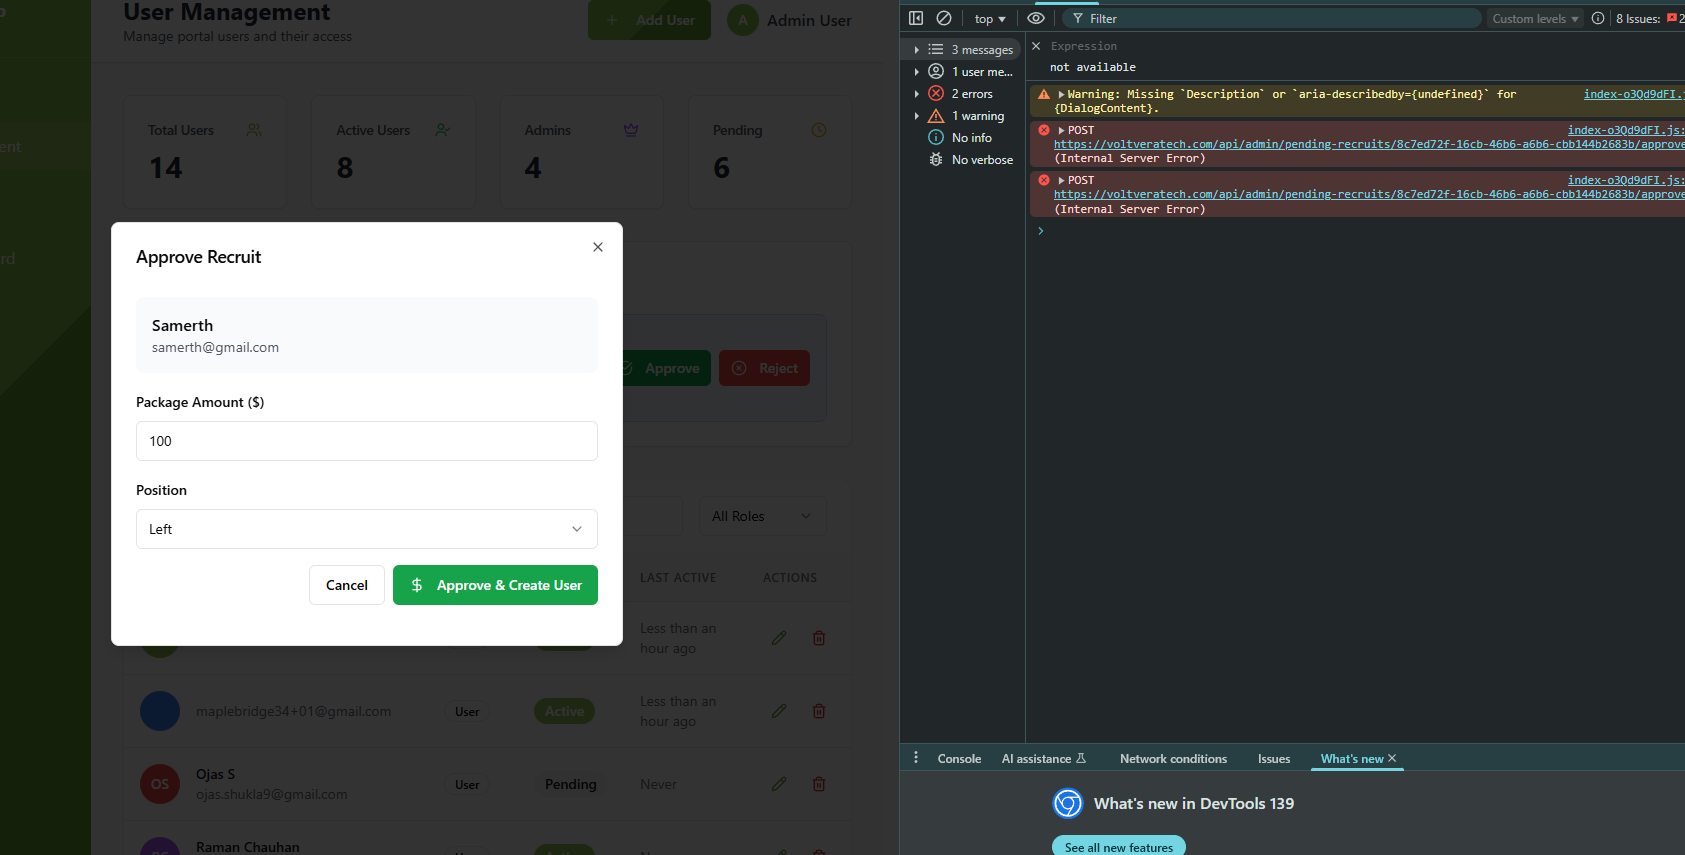 User Management
Manage portal users and their access
Add User
A
Admin User
ent
rd
Total Users
14
Active Users
8
Admins
4
Pending
6
Approve Recruit
Samerth
samerth@gmail.com
Package Amount ($)
100
Position
Left
Cancel
$ Approve & Create User
Approve
Reject
All Roles
LAST ACTIVE
ACTIONS
Less than an
hour ago
maplebridge34+01@gmail.com
User
Active
Less than an
hour ago
OS
Ojas S
ojas.shukla9@gmail.com
User
Pending
Never
Raman Chauhan
top
Filter
Custom levels
8 Issues:
2
3 messages
1 user me...
2 errors
1 warning
No info
No verbose
Expression
not available
Warning: Missing `Description` or `aria-describedby={undefined}` for
{DialogContent}.
index-o3Qd9dFI.j
POST
index-o3Qd9dFI.js:
https://voltveratech.com/api/admin/pending-recruits/8c7ed72f-16cb-46b6-a6b6-cbb144b2683b/approve
(Internal Server Error)
POST
index-o3Qd9dFI.js:
https://voltveratech.com/api/admin/pending-recruits/8c7ed72f-16cb-46b6-a6b6-cbb144b2683b/approve
(Internal Server Error)
Console
AI assistance
Network conditions
Issues
What's new
What's new in DevTools 139
See all new features